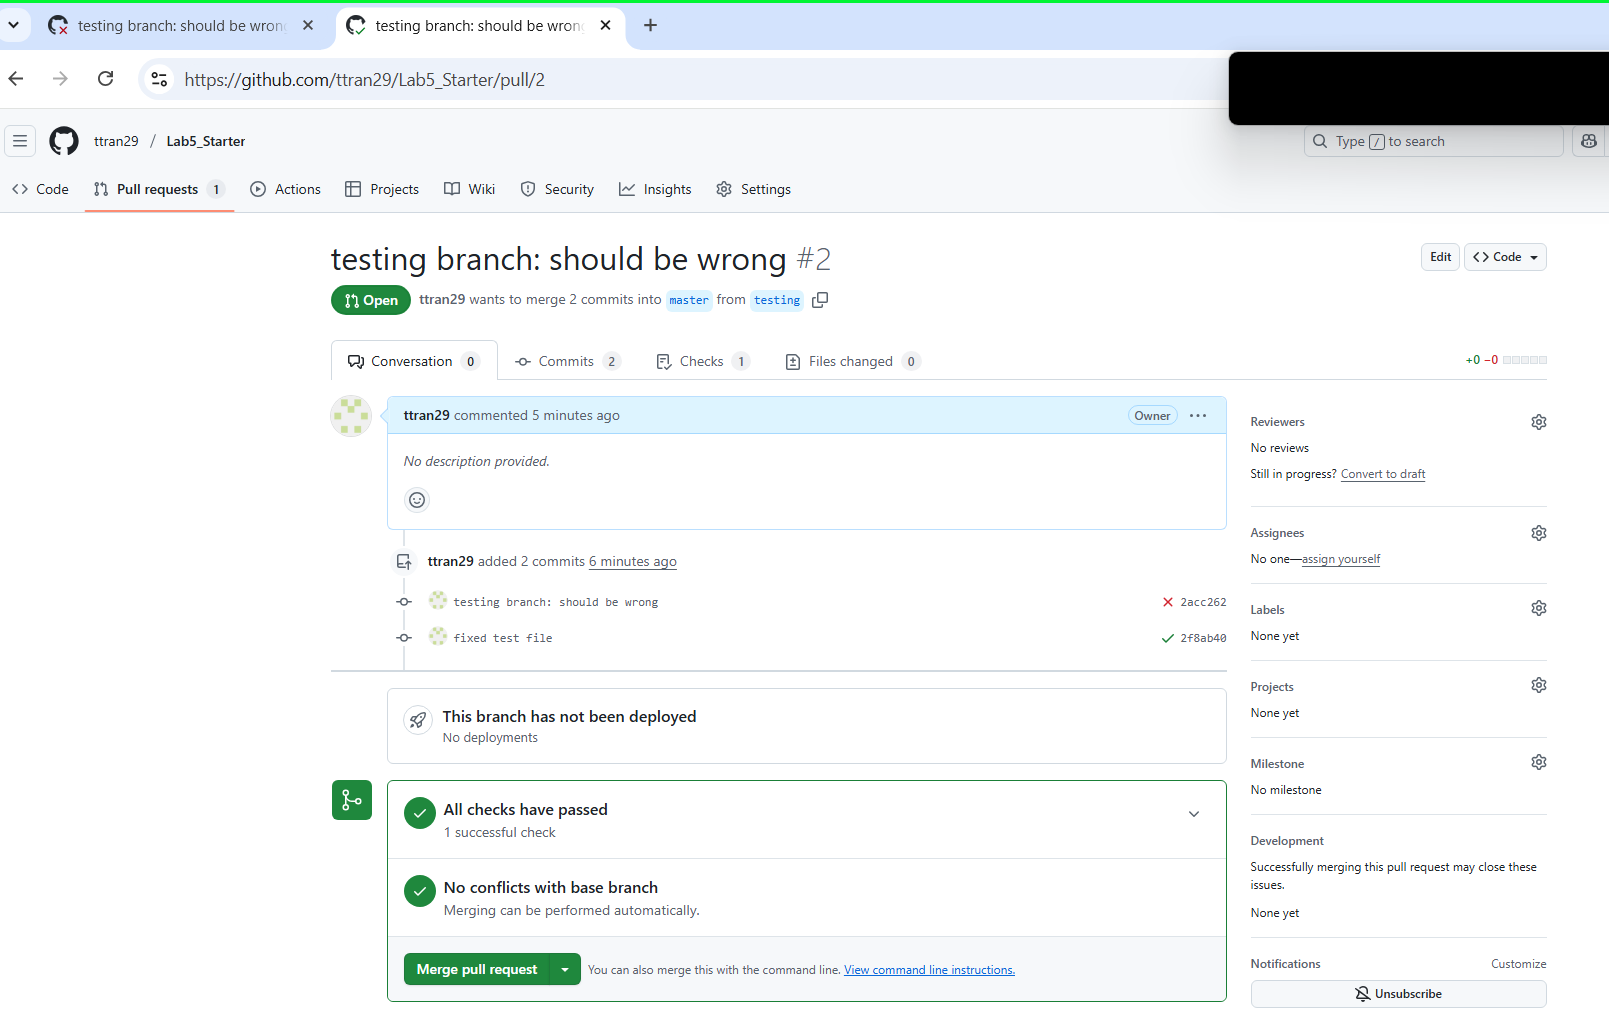 testing branch: should be wron
testing branch: should be wron
https://github.com/ttran29/Lab5_Starter/pull/2
ttran29 / Lab5_Starter
Type / to search
Code
Pull requests 1
Actions
Projects
Wiki
Security
Insights
Settings
testing branch: should be wrong #2
Edit
Code
Open
ttran29 wants to merge 2 commits into master from testing
Conversation 0
Commits 2
Checks 1
Files changed 0
+0 −0
ttran29 commented 5 minutes ago
Owner
No description provided.
ttran29 added 2 commits 6 minutes ago
testing branch: should be wrong
2acc262
fixed test file
2f8ab40
This branch has not been deployed
No deployments
All checks have passed
1 successful check
No conflicts with base branch
Merging can be performed automatically.
Merge pull request
You can also merge this with the command line. View command line instructions.
Reviewers
No reviews
Still in progress? Convert to draft
Assignees
No one—assign yourself
Labels
None yet
Projects
None yet
Milestone
No milestone
Development
Successfully merging this pull request may close these
issues.
None yet
Notifications
Customize
Unsubscribe